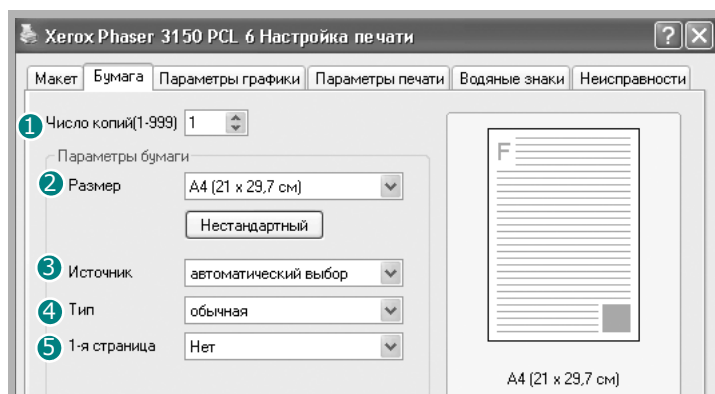 Xerox Phaser 3150 PCL 6 Настройка печати
Макет Бумага Параметры графики Параметры печати Водяные знаки Неисправности
1 Число копий(1-999) 1
Параметры бумаги
2 Размер A4 (21 x 29,7 см)
Нестандартный
3 Источник автоматический выбор
4 Тип обычная
5 1-я страница Нет
F
A4 (21 x 29,7 см)